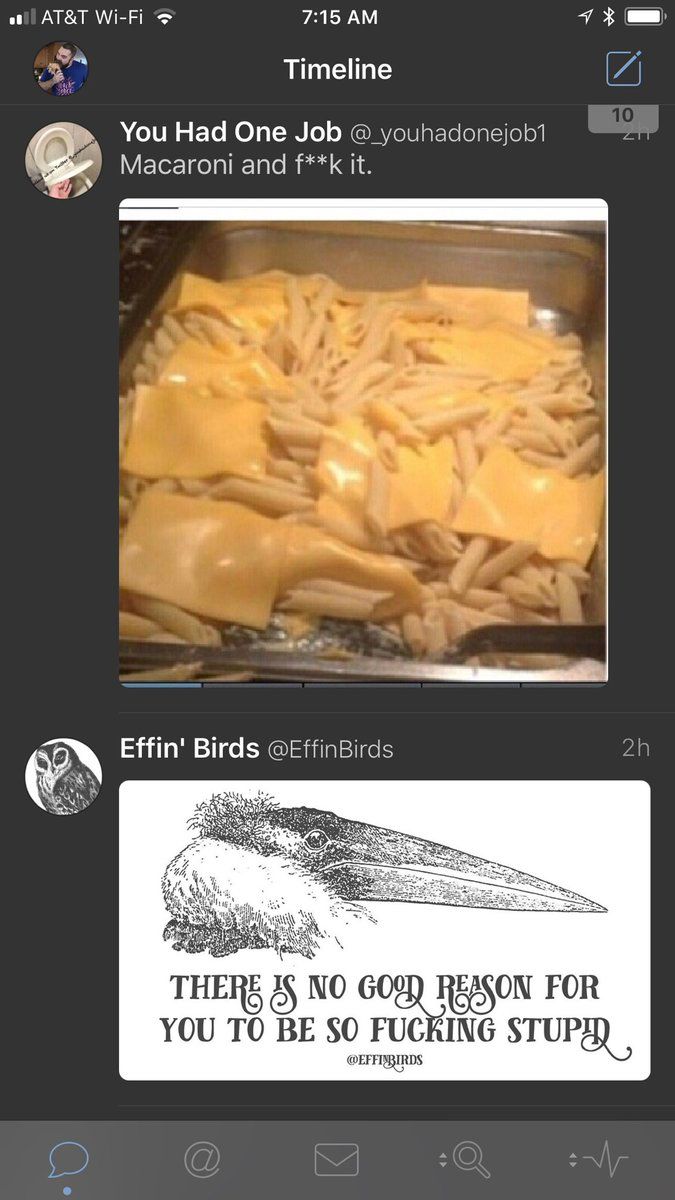 AT&T Wi-Fi 7:15 AM
Timeline
10
You Had One Job @_youhadonejob1 2h
Macaroni and f**k it.
Effin' Birds @EffinBirds 2h
THERE IS NO GOOD REASON FOR
YOU TO BE SO FUCKING STUPID
@EFFINBIRDS